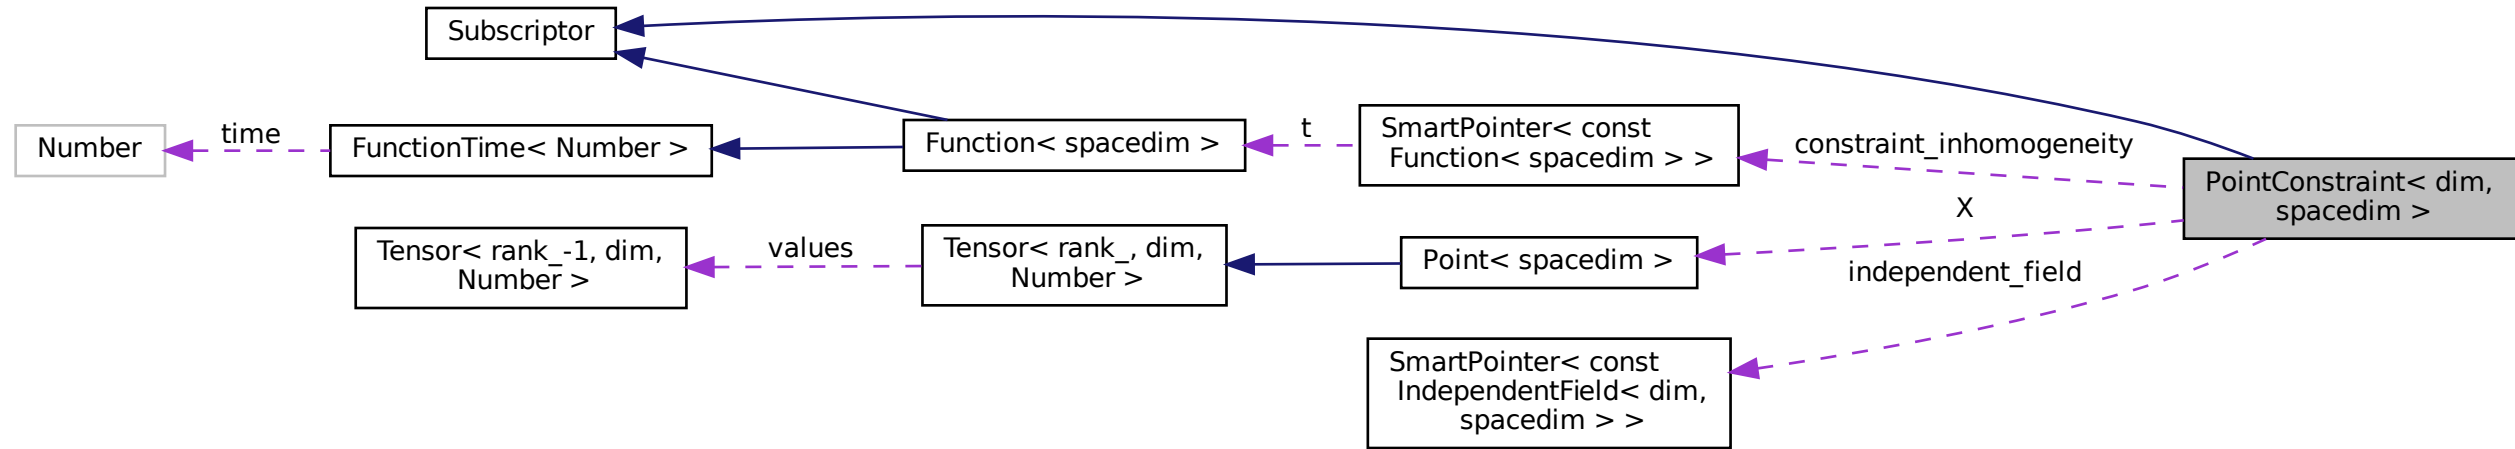 Subscriptor
Number
time
FunctionTime< Number >
Function< spacedim >
t
SmartPointer< const
Function< spacedim > >
constraint_inhomogeneity
PointConstraint< dim,
spacedim >
X
Tensor< rank_-1, dim,
Number >
values
Tensor< rank_, dim,
Number >
Point< spacedim >
independent_field
SmartPointer< const
IndependentField< dim,
spacedim > >